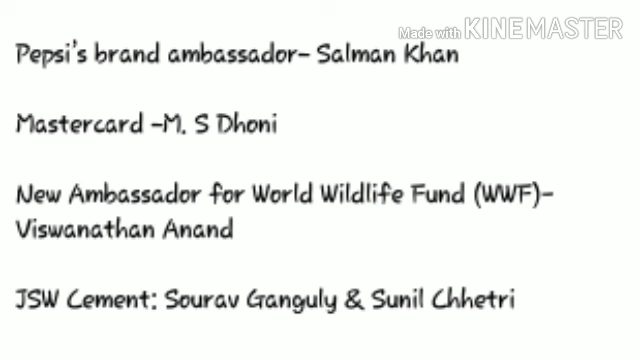 Made with KINEMASTER
Pepsi's brand ambassador- Salman Khan
Mastercard -M. S Dhoni
New Ambassador for World Wildlife Fund (WWF)-
Viswanathan Anand
JSW Cement: Sourav Ganguly & Sunil Chhetri